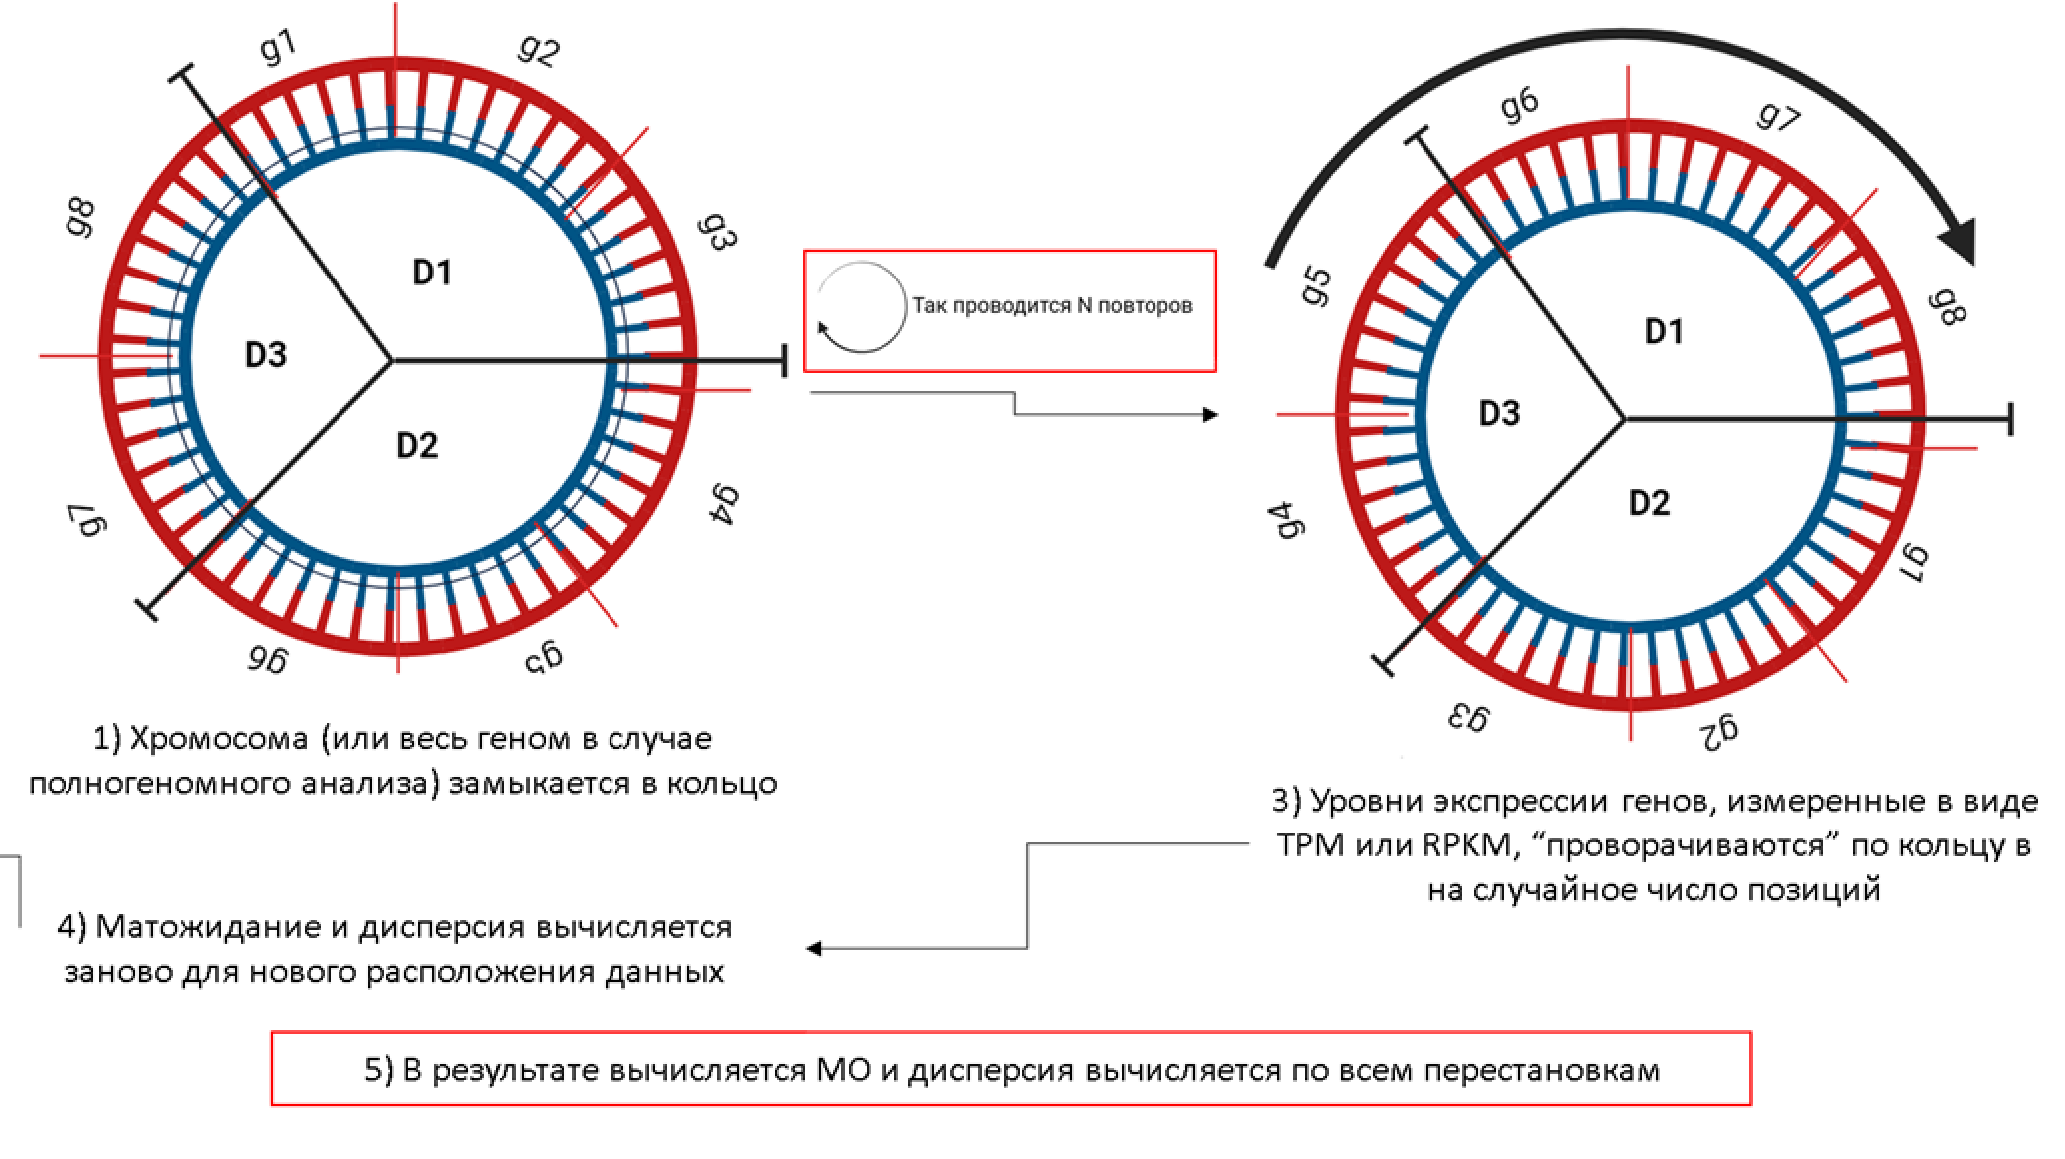 g1
g2
g3
g4
g5
g6
g7
g8
D1
D2
D3
Так проводится N повторов
g6
g7
g8
g1
g2
g3
g4
g5
D1
D2
D3
1) Хромосома (или весь геном в случае
полногеномного анализа) замыкается в кольцо
3) Уровни экспрессии генов, измеренные в виде
TPM или RPKM, “проворачиваются” по кольцу в
на случайное число позиций
4) Матожидание и дисперсия вычисляется
заново для нового расположения данных
5) В результате вычисляется МО и дисперсия вычисляется по всем перестановкам